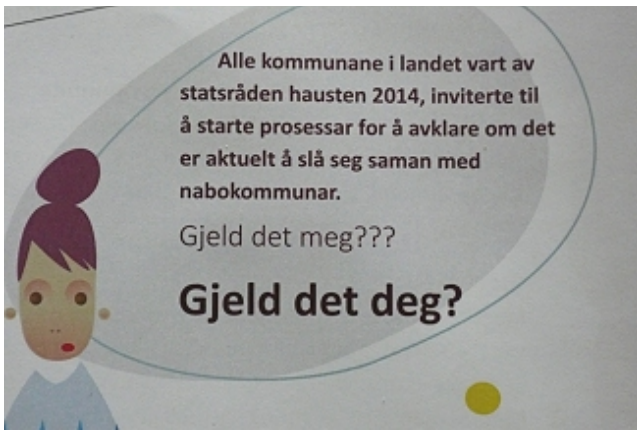 Alle kommunane i landet vart av
statsråden hausten 2014, inviterte til
å starte prosessar for å avklare om det
er aktuelt å slå seg saman med
nabokommunar.
Gjeld det meg???
Gjeld det deg?